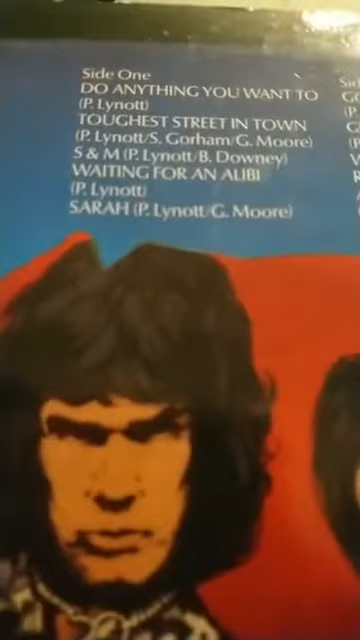 Side One
DO ANYTHING YOU WANT TO
(P. Lynott)
TOUGHEST STREET IN TOWN
(P. Lynott/S. Gorham/G. Moore)
S & M (P. Lynott/B. Downey)
WAITING FOR AN ALIBI
(P. Lynott)
SARAH (P. Lynott/G. Moore)